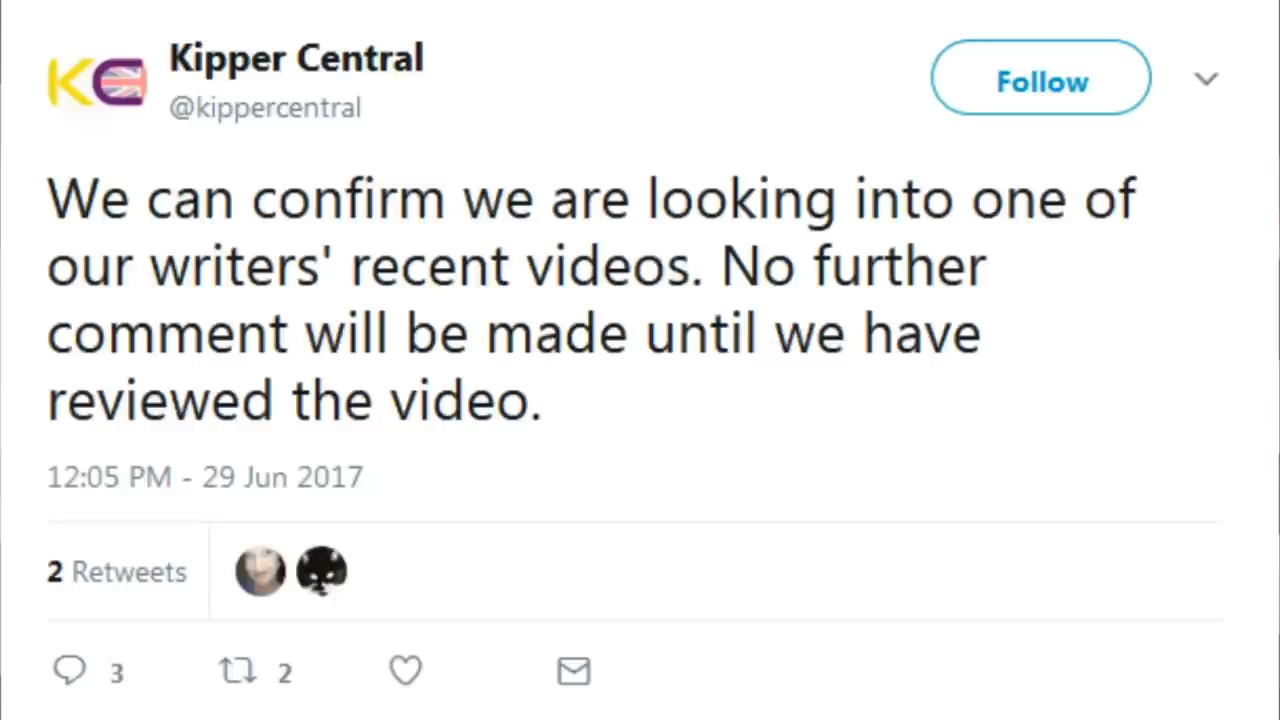 KC
Kipper Central
@kippercentral
Follow
We can confirm we are looking into one of
our writers' recent videos. No further
comment will be made until we have
reviewed the video.
12:05 PM - 29 Jun 2017
2 Retweets
3
2